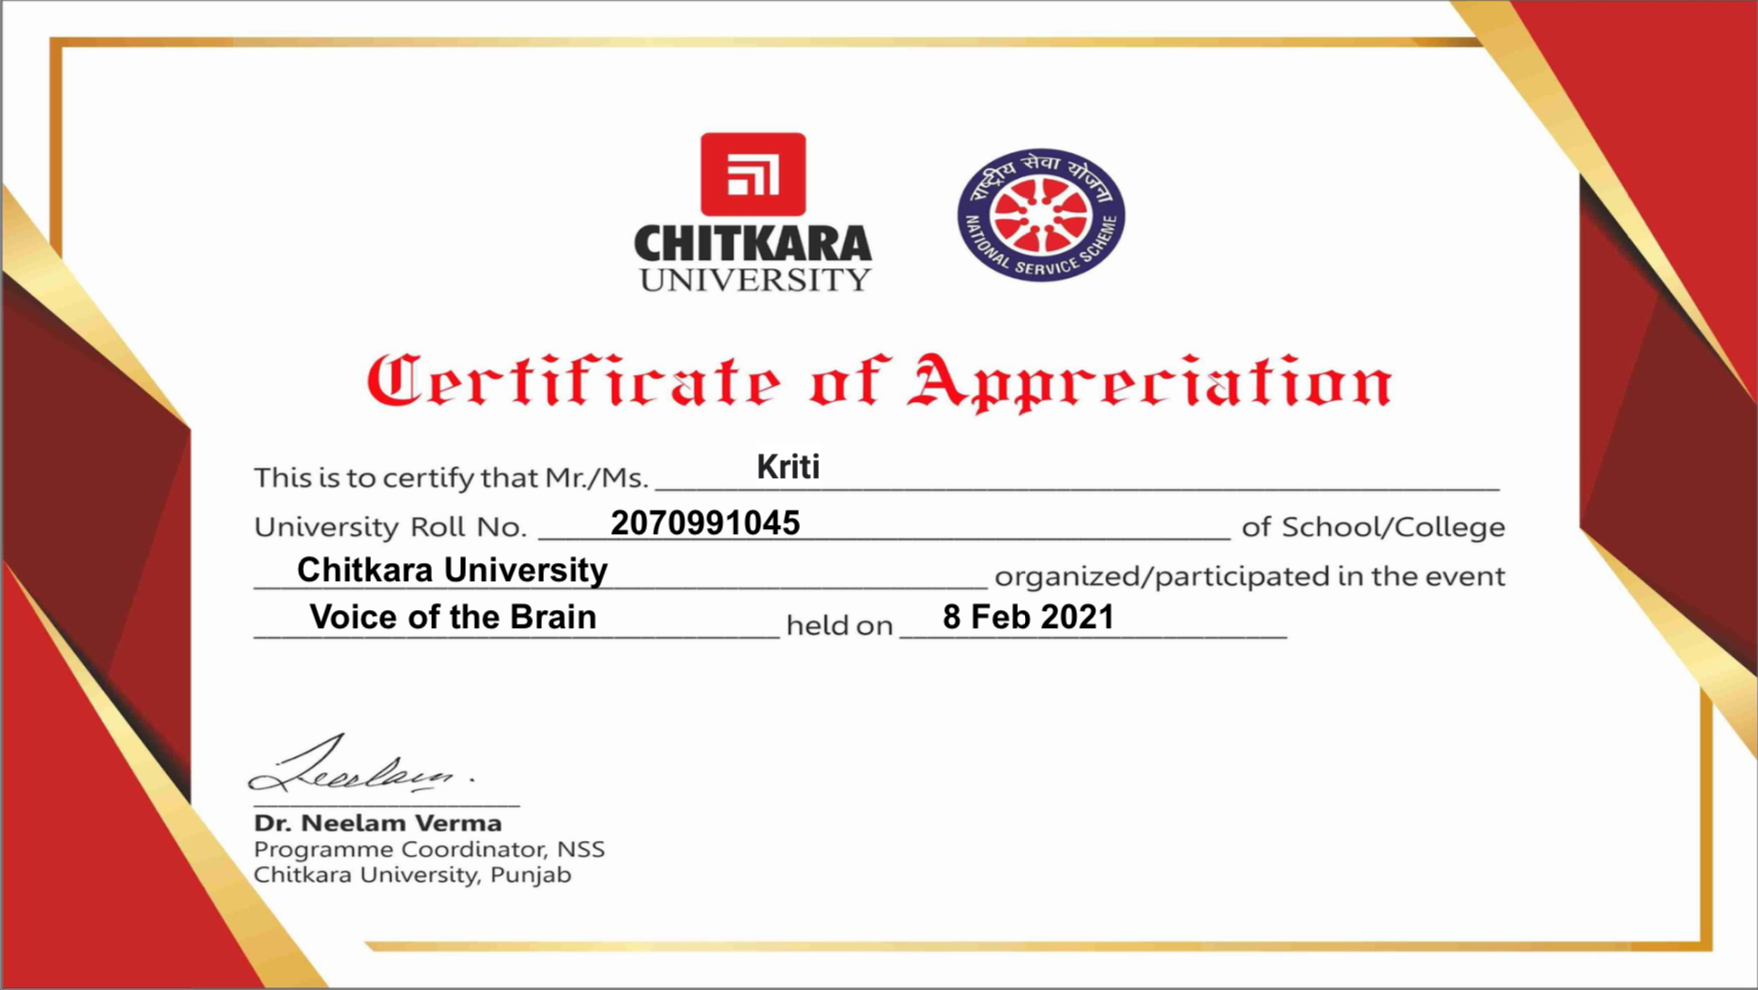 CHITKARA
UNIVERSITY
राष्ट्रीय सेवा योजना
NATIONAL SERVICE SCHEME
Certificate of Appreciation
This is to certify that Mr./Ms. Kriti
University Roll No. 2070991045 of School/College
Chitkara University organized/participated in the event
Voice of the Brain held on 8 Feb 2021
Neelam.
Dr. Neelam Verma
Programme Coordinator, NSS
Chitkara University, Punjab